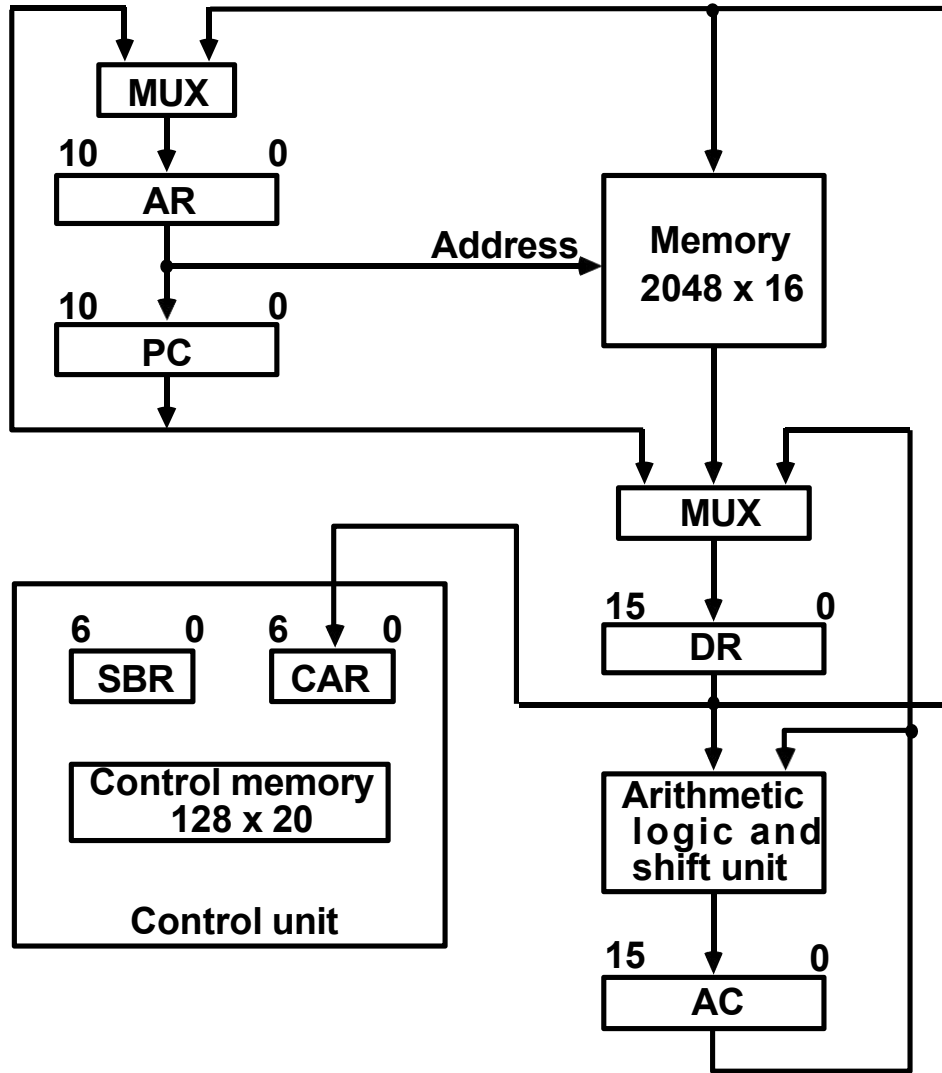 MUX
10 0
AR
Address
Memory
2048 x 16
10 0
PC
MUX
15 0
DR
6 0 6 0
SBR CAR
Control memory
128 x 20
Control unit
Arithmetic
logic and
shift unit
15 0
AC